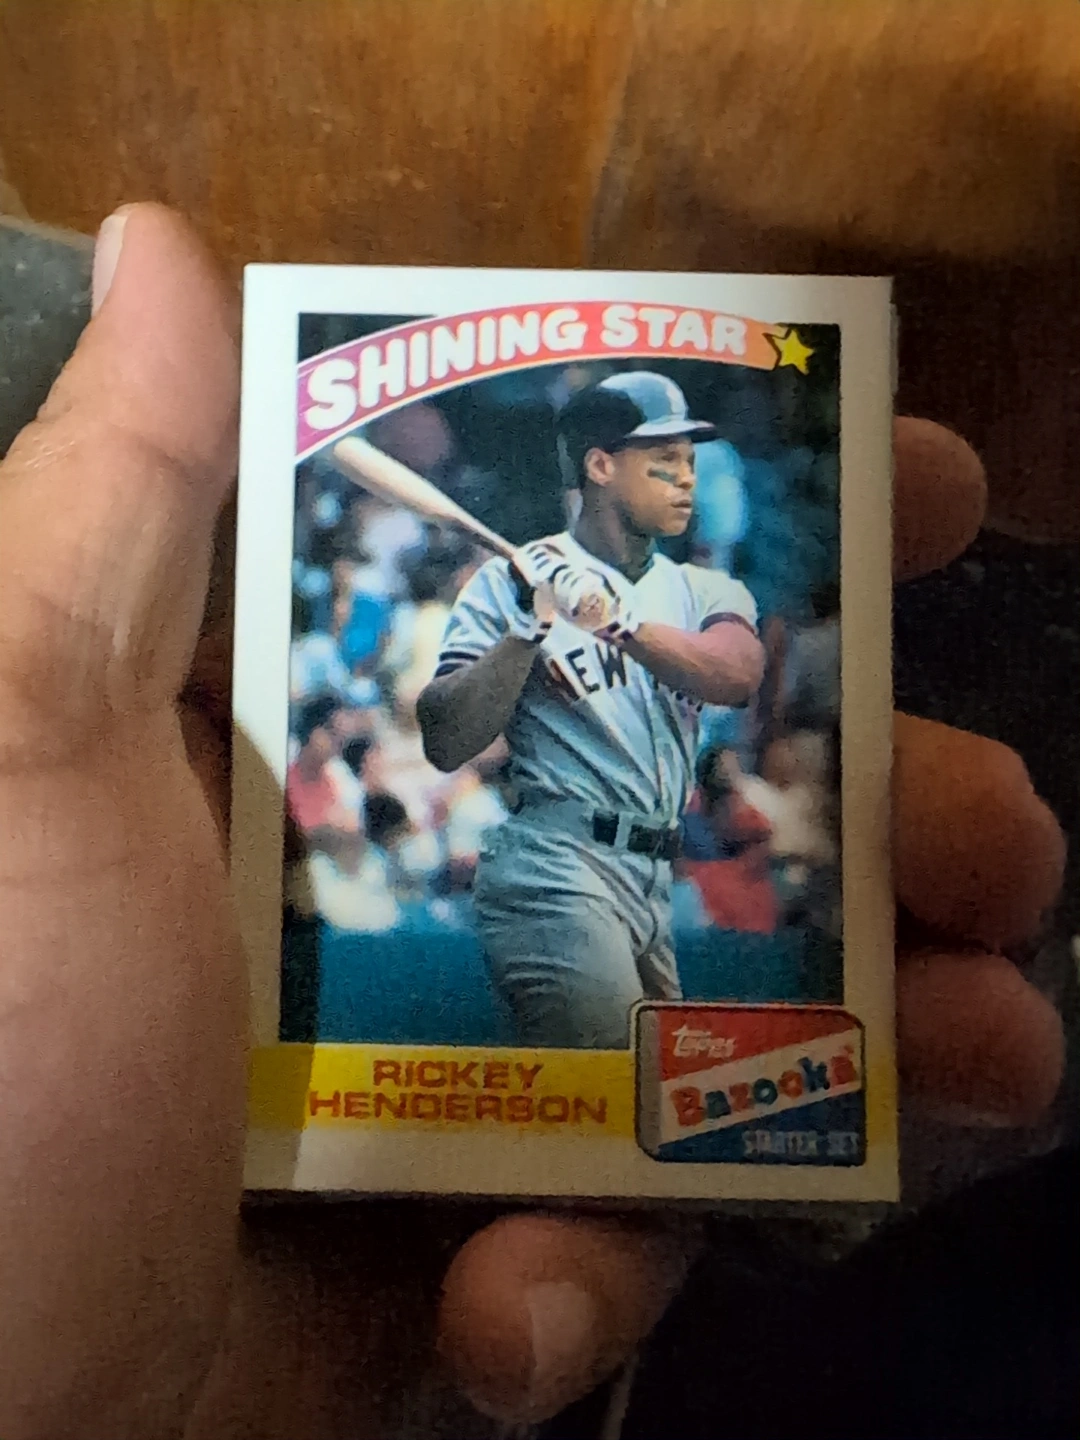 SHINING STAR
NEW
RICKEY
HENDERSON
Topps
Bazooka
STARTER SET